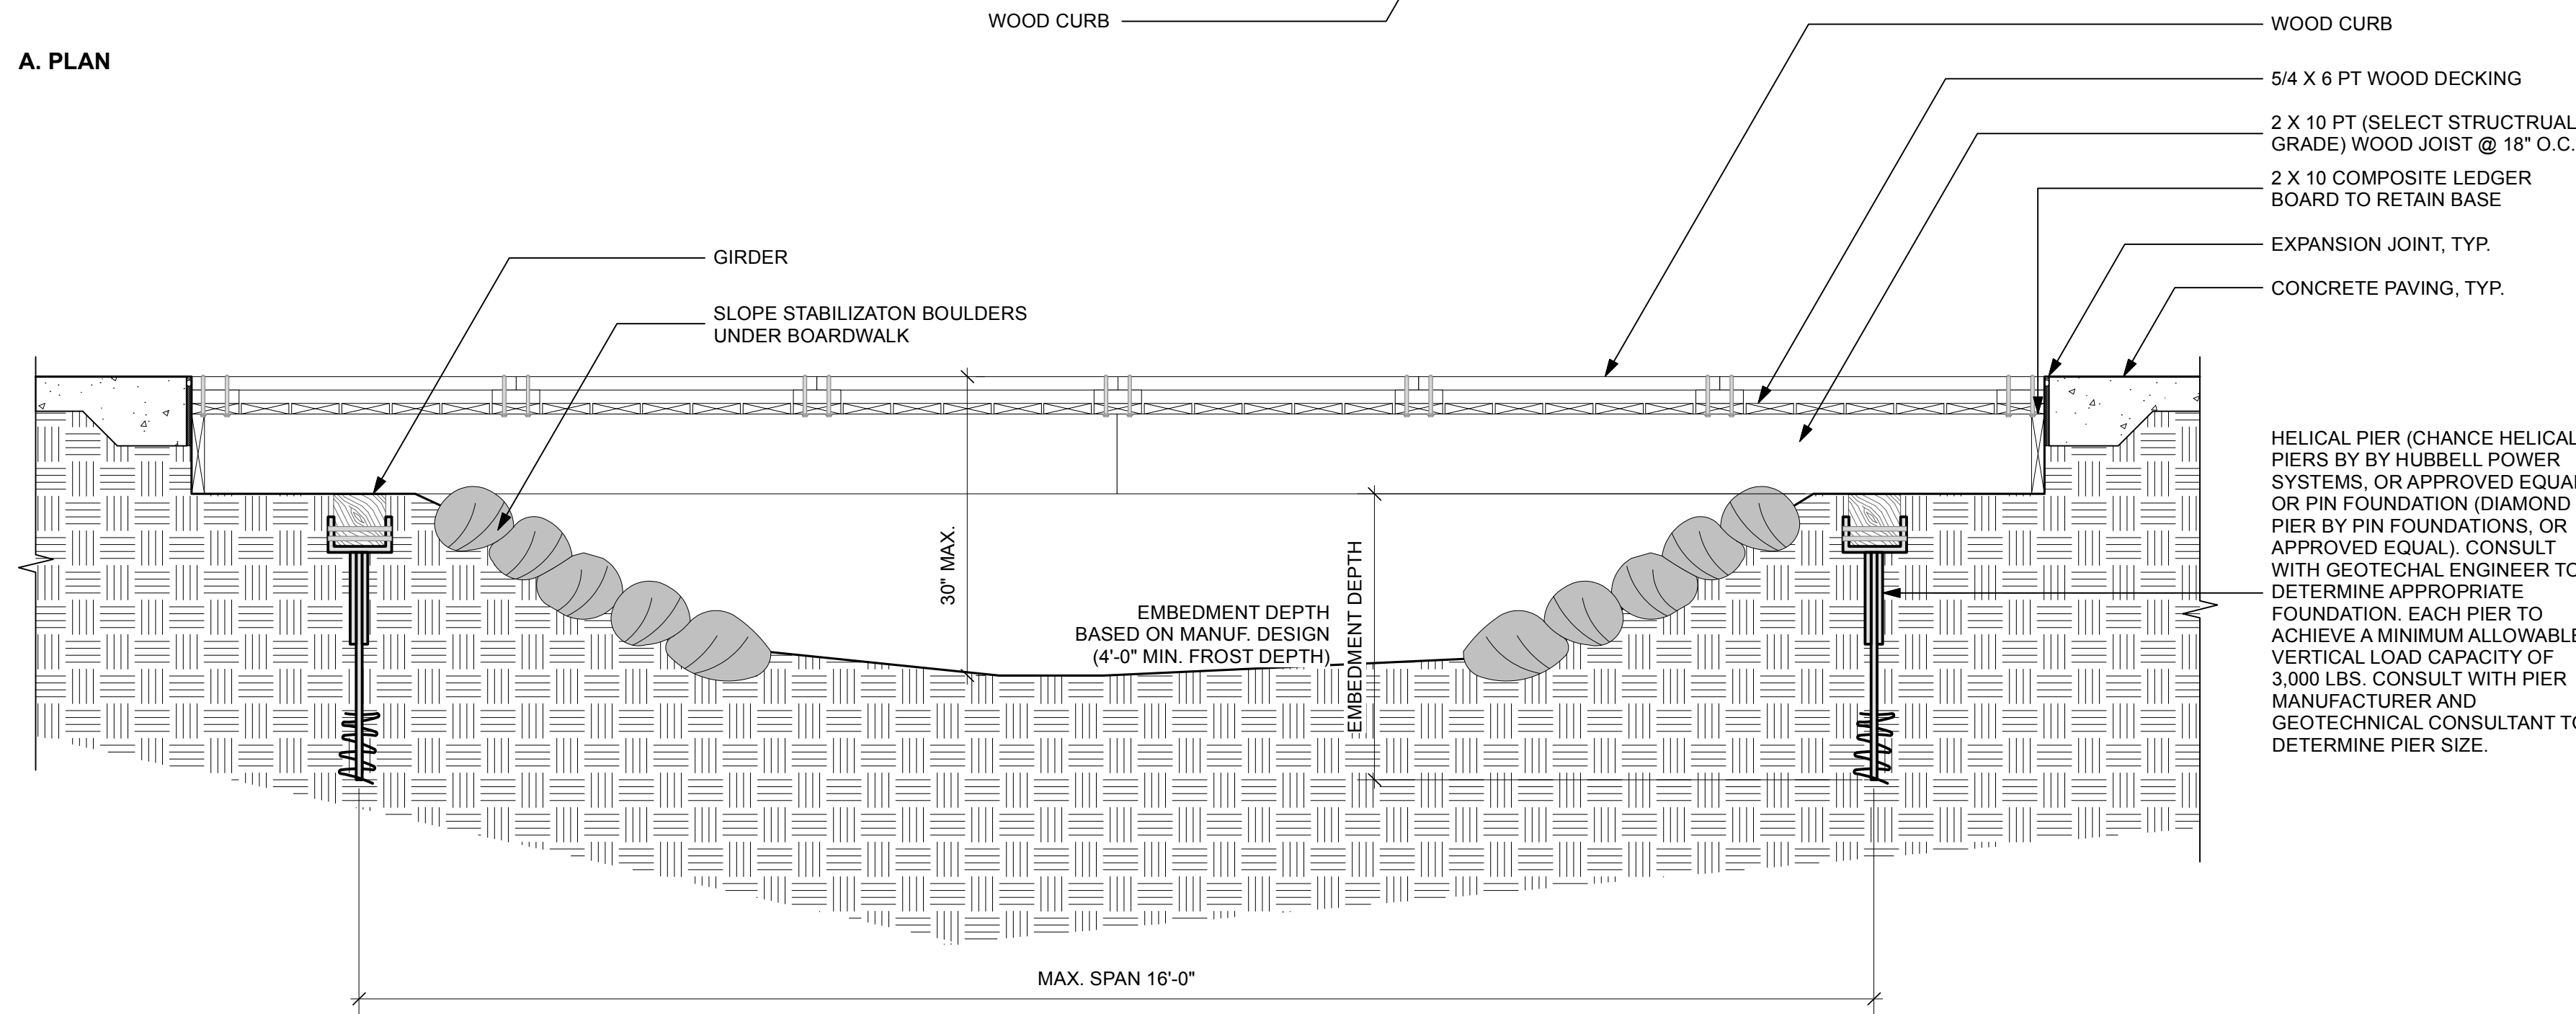 WOOD CURB
A. PLAN
WOOD CURB
5/4 X 6 PT WOOD DECKING
2 X 10 PT (SELECT STRUCTRUAL
GRADE) WOOD JOIST @ 18" O.C.
2 X 10 COMPOSITE LEDGER
BOARD TO RETAIN BASE
EXPANSION JOINT, TYP.
CONCRETE PAVING, TYP.
GIRDER
SLOPE STABILIZATON BOULDERS
UNDER BOARDWALK
30" MAX.
EMBEDMENT DEPTH
BASED ON MANUF. DESIGN
(4'-0" MIN. FROST DEPTH)
EMBEDMENT DEPTH
HELICAL PIER (CHANCE HELICAL
PIERS BY BY HUBBELL POWER
SYSTEMS, OR APPROVED EQUAL
OR PIN FOUNDATION (DIAMOND
PIER BY PIN FOUNDATIONS, OR
APPROVED EQUAL). CONSULT
WITH GEOTECHAL ENGINEER TO
DETERMINE APPROPRIATE
FOUNDATION. EACH PIER TO
ACHIEVE A MINIMUM ALLOWABLE
VERTICAL LOAD CAPACITY OF
3,000 LBS. CONSULT WITH PIER
MANUFACTURER AND
GEOTECHNICAL CONSULTANT TO
DETERMINE PIER SIZE.
MAX. SPAN 16'-0"